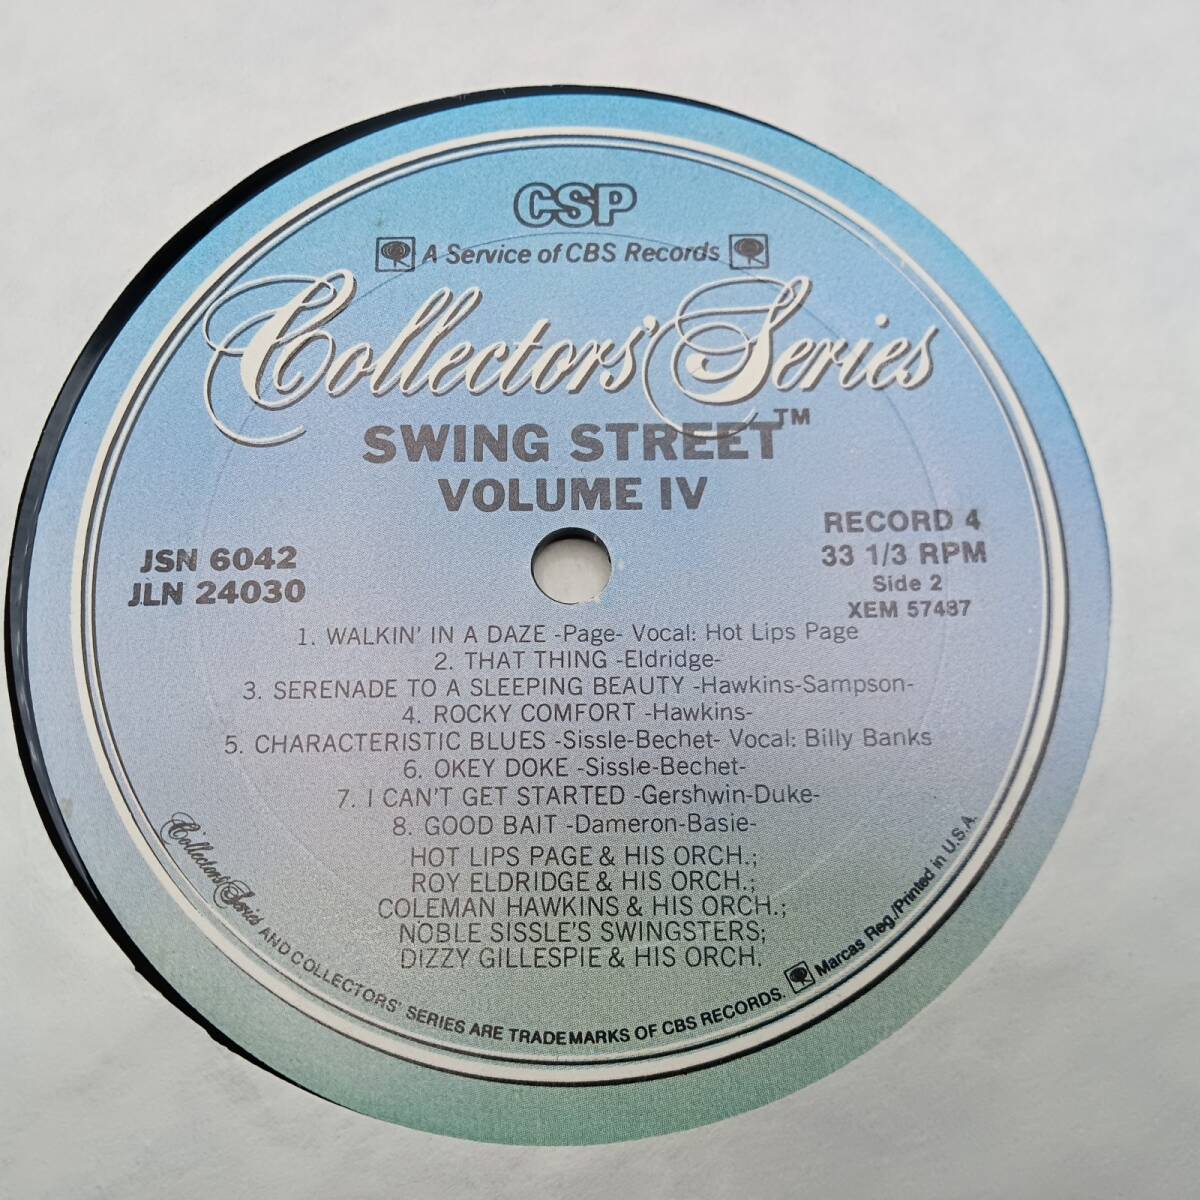 CSP
A Service of CBS Records
Collectors' Series
SWING STREET™
VOLUME IV
JSN 6042
JLN 24030
RECORD 4
33 1/3 RPM
Side 2
XEM 57487
1. WALKIN' IN A DAZE -Page- Vocal: Hot Lips Page
2. THAT THING -Eldridge-
3. SERENADE TO A SLEEPING BEAUTY -Hawkins-Sampson-
4. ROCKY COMFORT -Hawkins-
5. CHARACTERISTIC BLUES -Sissle-Bechet- Vocal: Billy Banks
6. OKEY DOKE -Sissle-Bechet-
7. I CAN'T GET STARTED -Gershwin-Duke-
8. GOOD BAIT -Dameron-Basie-
HOT LIPS PAGE & HIS ORCH.;
ROY ELDRIDGE & HIS ORCH.;
COLEMAN HAWKINS & HIS ORCH.;
NOBLE SISSLE'S SWINGSTERS;
DIZZY GILLESPIE & HIS ORCH.
Collectors' Series AND COLLECTORS' SERIES ARE TRADEMARKS OF CBS RECORDS. Marcas Reg./Printed in U.S.A.